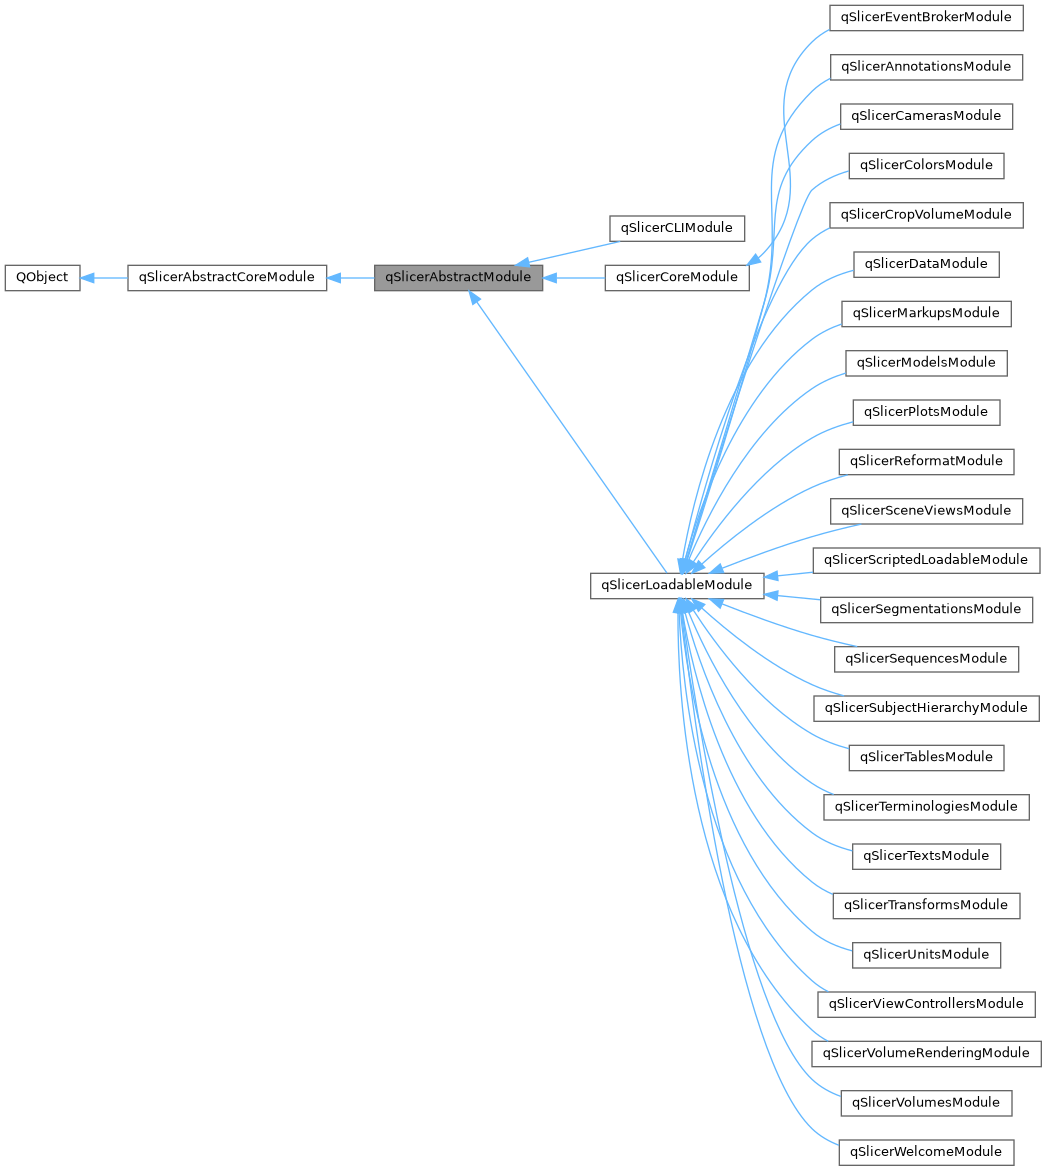 qSlicerEventBrokerModule
qSlicerAnnotationsModule
qSlicerCamerasModule
qSlicerColorsModule
qSlicerCropVolumeModule
qSlicerCLIModule
qSlicerDataModule
QObject
qSlicerAbstractCoreModule
qSlicerAbstractModule
qSlicerCoreModule
qSlicerMarkupsModule
qSlicerModelsModule
qSlicerPlotsModule
qSlicerReformatModule
qSlicerSceneViewsModule
qSlicerScriptedLoadableModule
qSlicerLoadableModule
qSlicerSegmentationsModule
qSlicerSequencesModule
qSlicerSubjectHierarchyModule
qSlicerTablesModule
qSlicerTerminologiesModule
qSlicerTextsModule
qSlicerTransformsModule
qSlicerUnitsModule
qSlicerViewControllersModule
qSlicerVolumeRenderingModule
qSlicerVolumesModule
qSlicerWelcomeModule